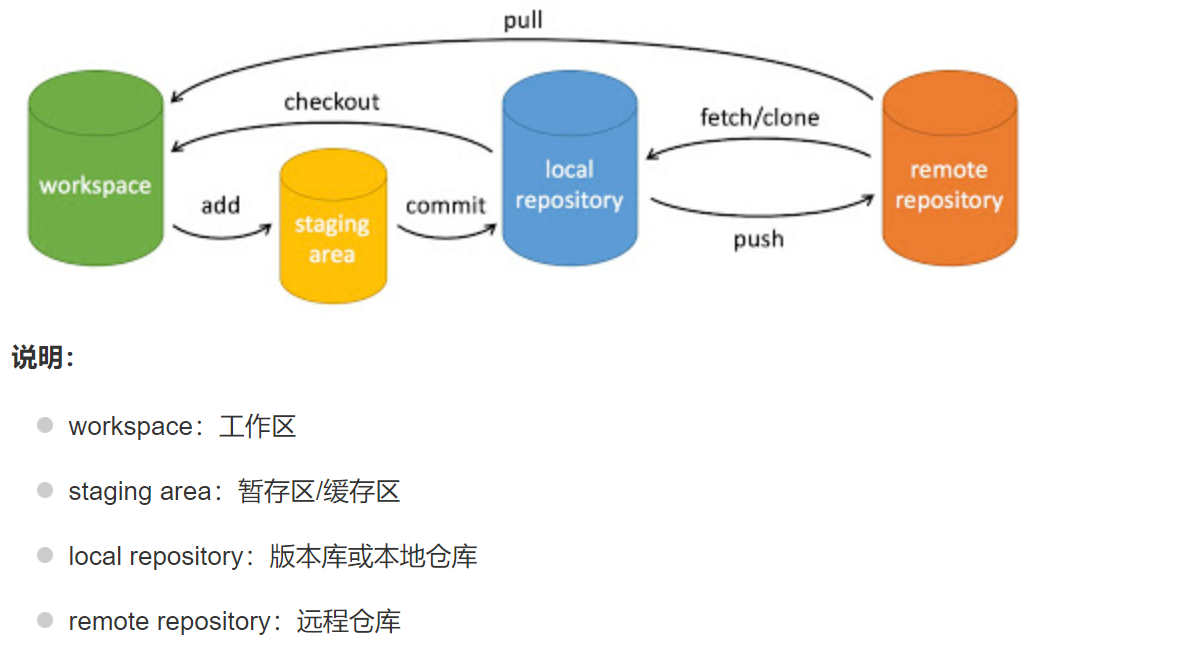 pull
checkout
fetch/clone
workspace
add
staging
area
commit
local
repository
push
remote
repository
说明：
workspace：工作区
staging area：暂存区/缓存区
local repository：版本库或本地仓库
remote repository：远程仓库